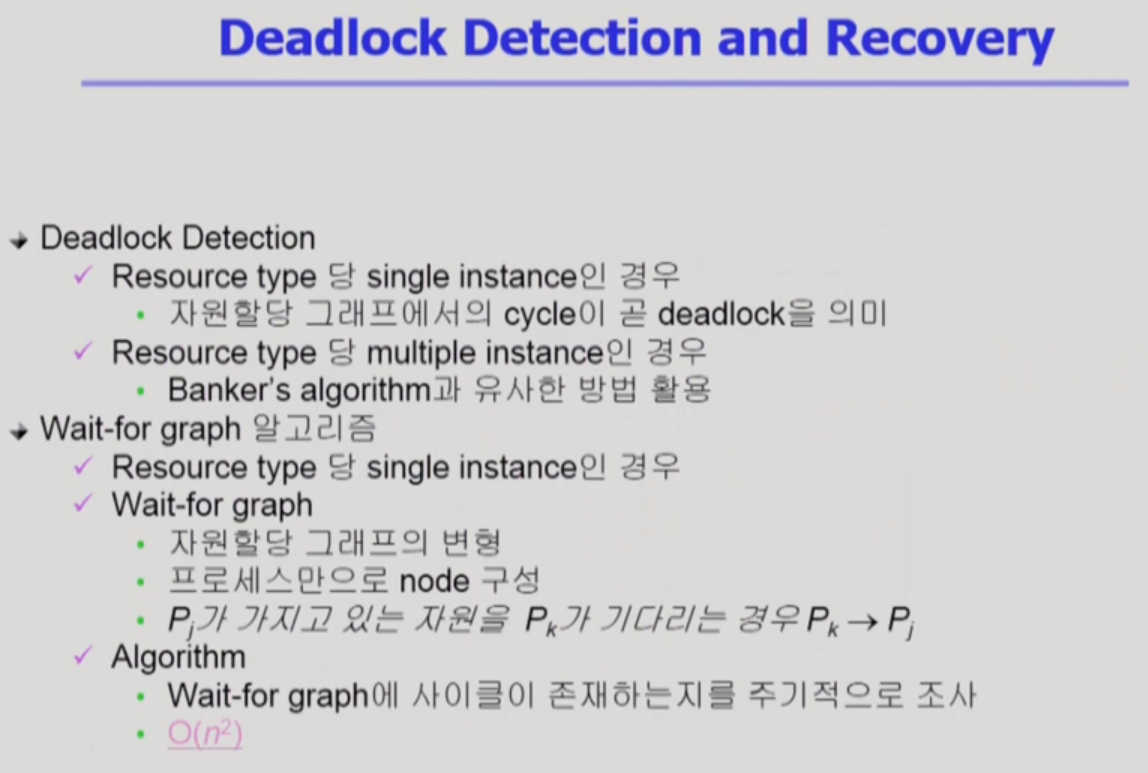 Deadlock Detection and Recovery
Deadlock Detection
Resource type 당 single instance인 경우
자원할당 그래프에서의 cycle이 곧 deadlock을 의미
Resource type 당 multiple instance인 경우
Banker's algorithm과 유사한 방법 활용
Wait-for graph 알고리즘
Resource type 당 single instance인 경우
Wait-for graph
자원할당 그래프의 변형
프로세스만으로 node 구성
Pj가 가지고 있는 자원을 Pk가 기다리는 경우 Pk → Pj
Algorithm
Wait-for graph에 사이클이 존재하는지를 주기적으로 조사
O(n²)